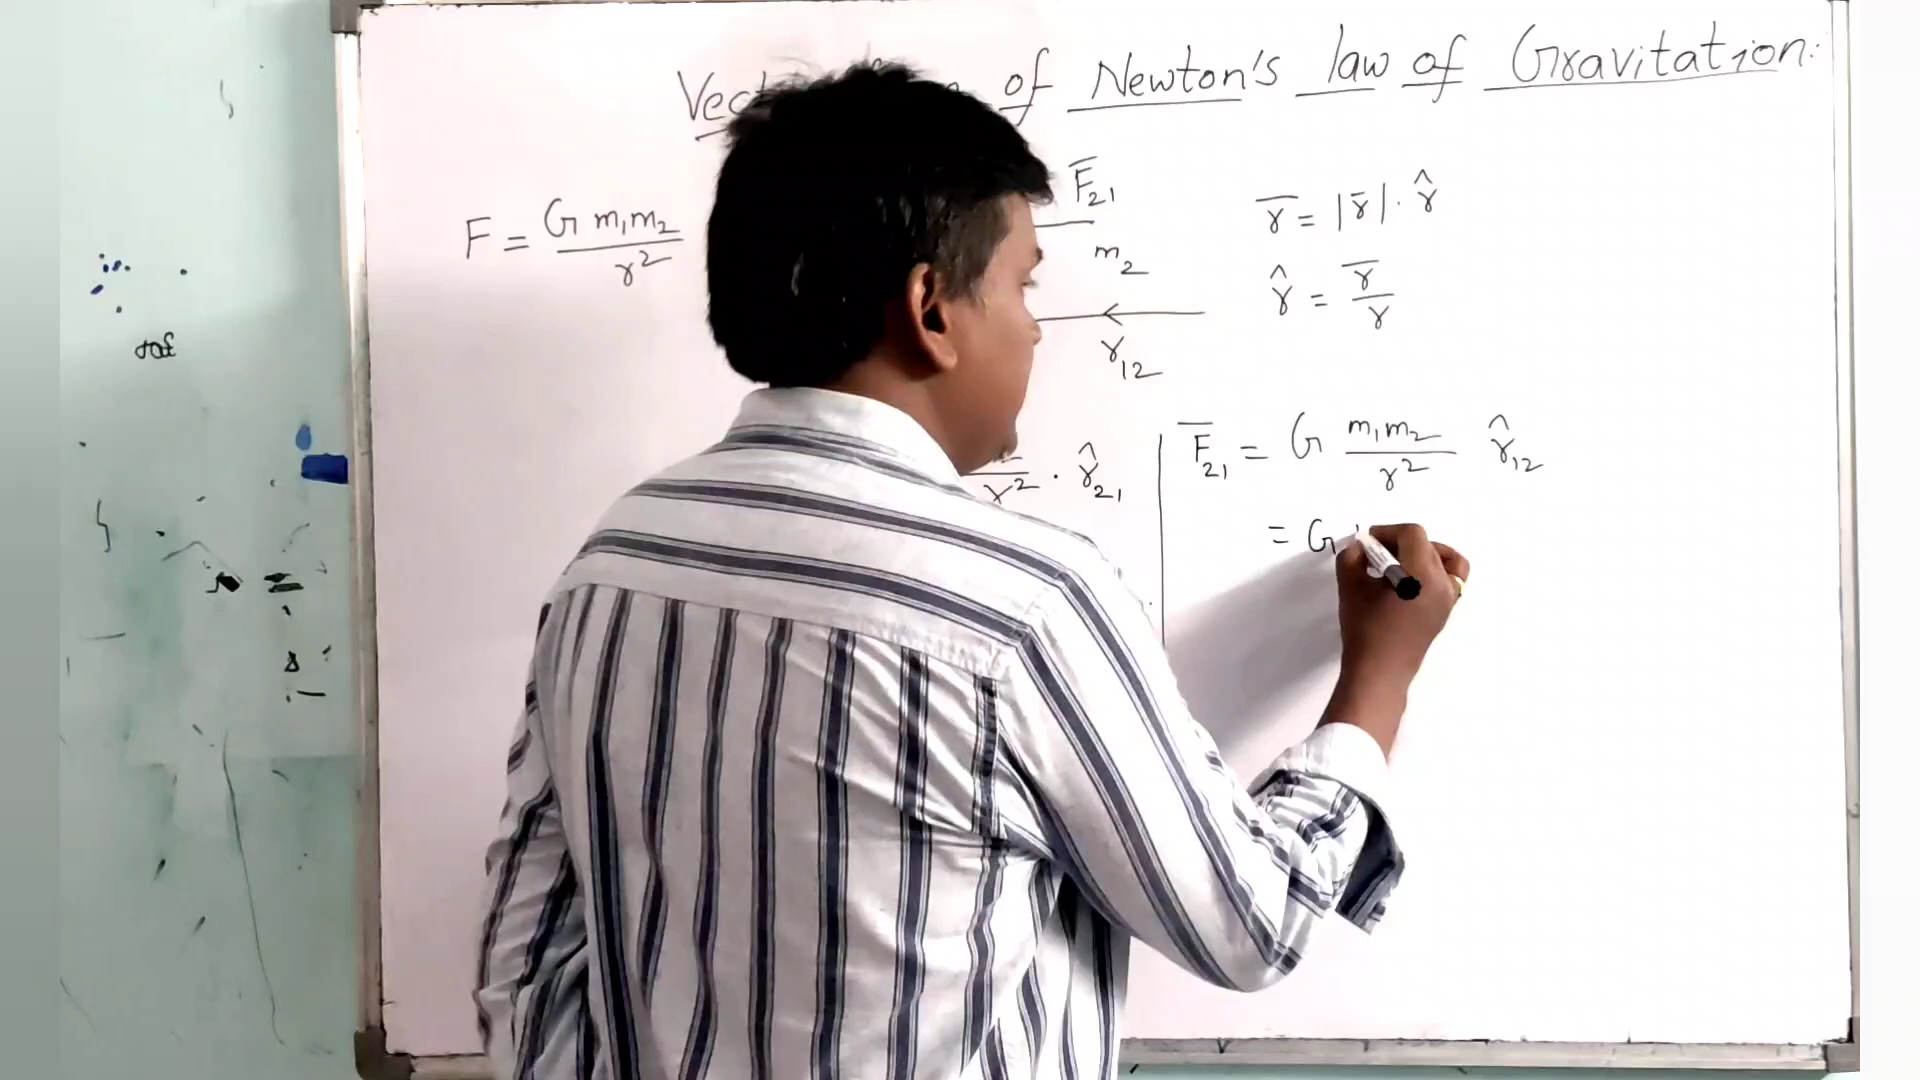 of Newton's law of Gravitation:
F = G m₁m₂ / r²
F̅₂₁
m₂
r₁₂
r̅ = |r̅| · r̂
r̂ = r̅ / r
r² · r̂₂₁
F̅₂₁ = G m₁m₂ / r² r̂₁₂
= G